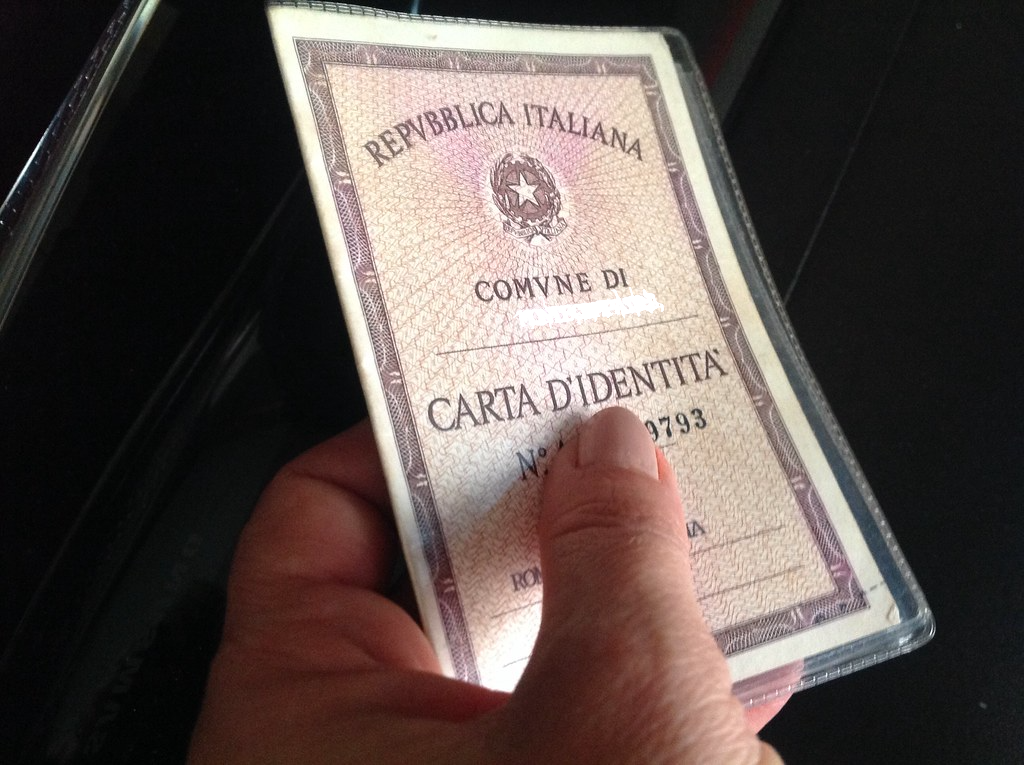 REPVBBLICA ITALIANA
COMVNE DI
CARTA D'IDENTITA'
N° 9793